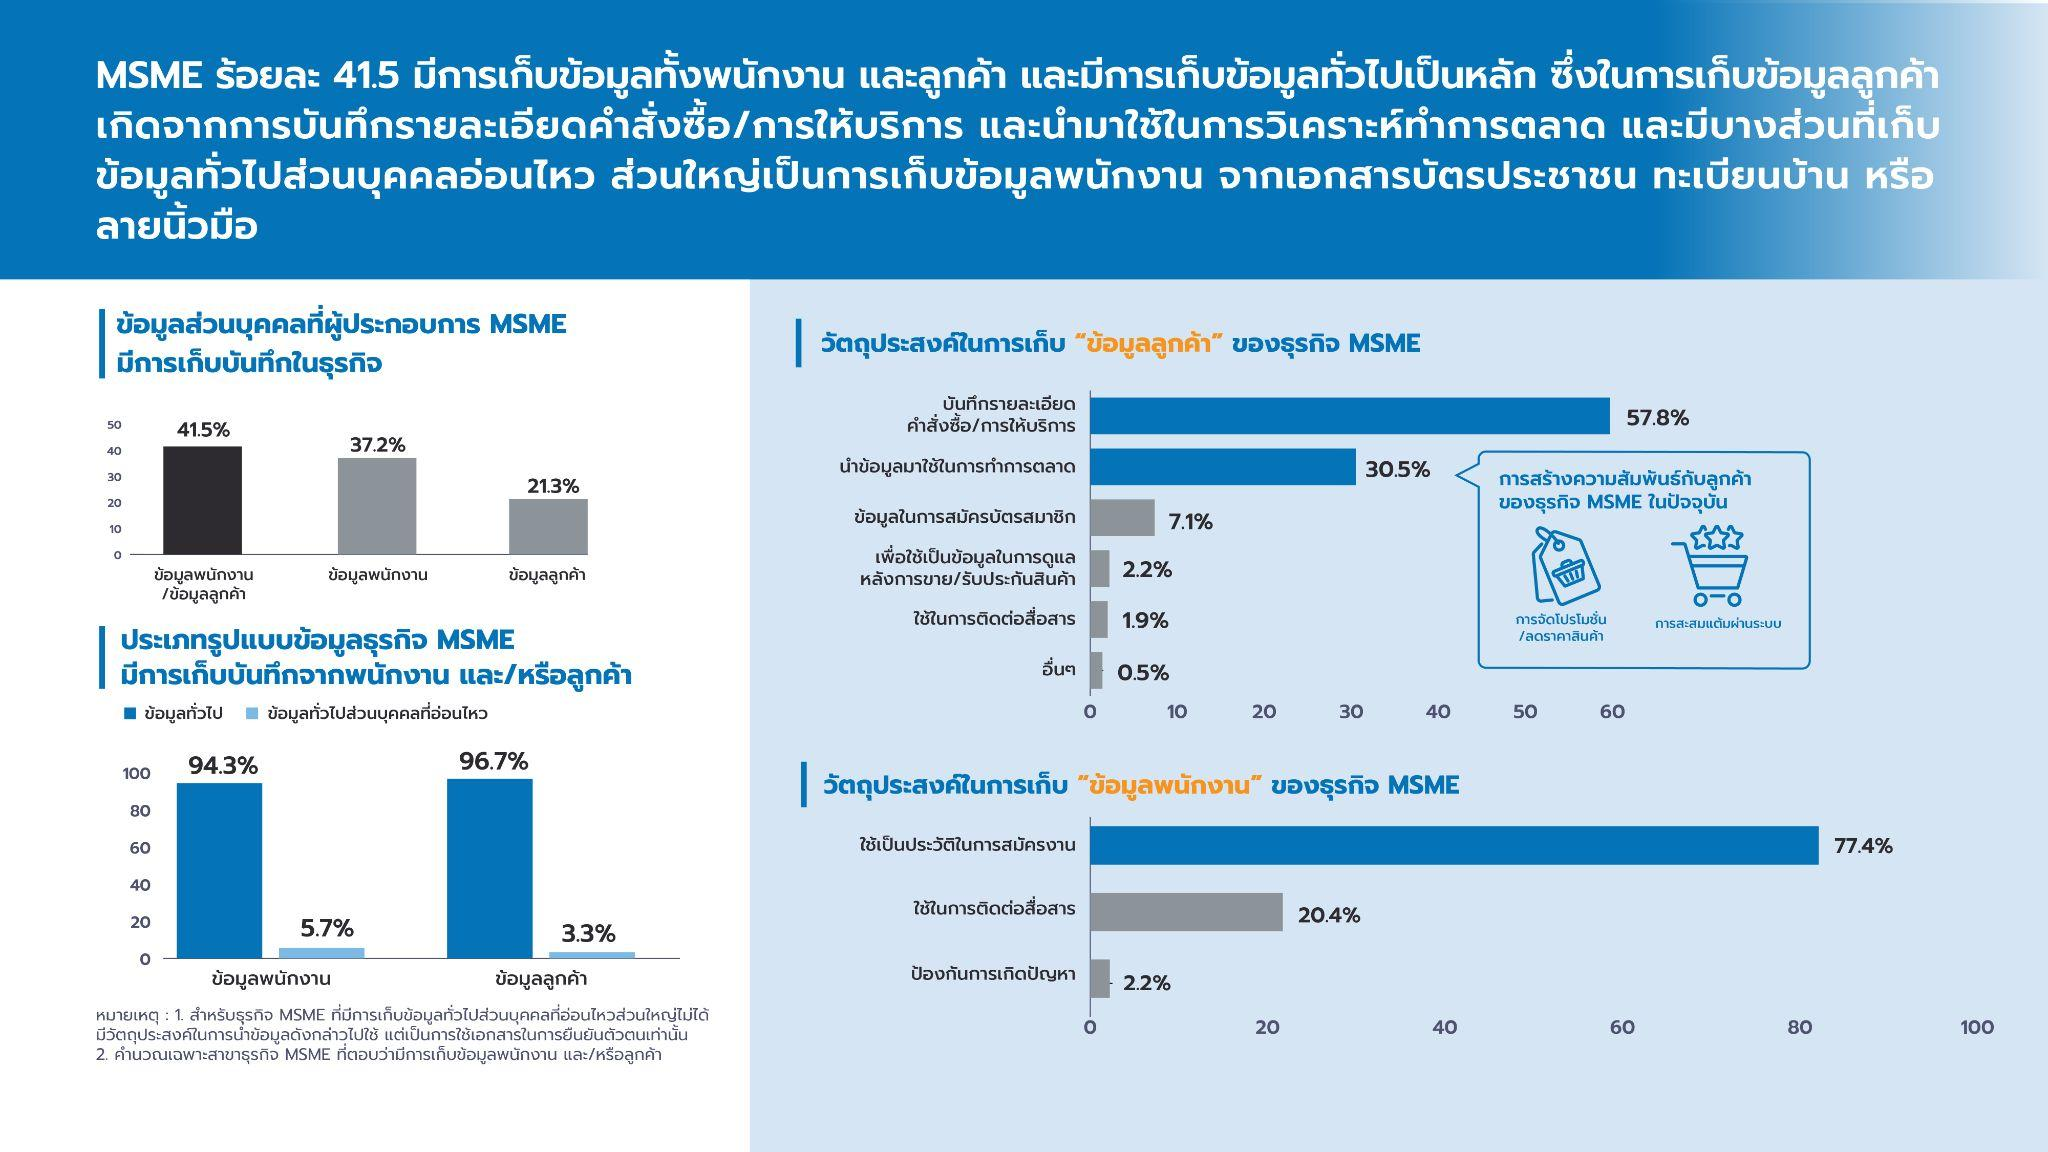 MSME ร้อยละ 41.5 มีการเก็บข้อมูลทั้งพนักงาน และลูกค้า และมีการเก็บข้อมูลทั่วไปเป็นหลัก ซึ่งในการเก็บข้อมูลลูกค้า
เกิดจากการบันทึกรายละเอียดคำสั่งซื้อ/การให้บริการ และนำมาใช้ในการวิเคราะห์ทำการตลาด และมีบางส่วนที่เก็บ
ข้อมูลทั่วไปส่วนบุคคลอ่อนไหว ส่วนใหญ่เป็นการเก็บข้อมูลพนักงาน จากเอกสารบัตรประชาชน ทะเบียนบ้าน หรือ
ลายนิ้วมือ
ข้อมูลส่วนบุคคลที่ผู้ประกอบการ MSME
มีการเก็บบันทึกในธุรกิจ
50
40
30
20
10
0
41.5%
37.2%
21.3%
ข้อมูลพนักงาน
/ข้อมูลลูกค้า
ข้อมูลพนักงาน
ข้อมูลลูกค้า
ประเภทรูปแบบข้อมูลธุรกิจ MSME
มีการเก็บบันทึกจากพนักงาน และ/หรือลูกค้า
ข้อมูลทั่วไป ข้อมูลทั่วไปส่วนบุคคลที่อ่อนไหว
100
80
60
40
20
0
94.3%
5.7%
96.7%
3.3%
ข้อมูลพนักงาน
ข้อมูลลูกค้า
หมายเหตุ : 1. สำหรับธุรกิจ MSME ที่มีการเก็บข้อมูลทั่วไปส่วนบุคคลที่อ่อนไหวส่วนใหญ่ไม่ได้
มีวัตถุประสงค์ในการนำข้อมูลดังกล่าวไปใช้ แต่เป็นการใช้เอกสารในการยืนยันตัวตนเท่านั้น
2. คำนวณเฉพาะสาขาธุรกิจ MSME ที่ตอบว่ามีการเก็บข้อมูลพนักงาน และ/หรือลูกค้า
วัตถุประสงค์ในการเก็บ “ข้อมูลลูกค้า” ของธุรกิจ MSME
บันทึกรายละเอียด
คำสั่งซื้อ/การให้บริการ
57.8%
นำข้อมูลมาใช้ในการทำการตลาด
30.5%
ข้อมูลในการสมัครบัตรสมาชิก
7.1%
เพื่อใช้เป็นข้อมูลในการดูแล
หลังการขาย/รับประกันสินค้า
2.2%
ใช้ในการติดต่อสื่อสาร
1.9%
อื่นๆ
0.5%
0 10 20 30 40 50 60
การสร้างความสัมพันธ์กับลูกค้า
ของธุรกิจ MSME ในปัจจุบัน
การจัดโปรโมชั่น
/ลดราคาสินค้า
การสะสมแต้มผ่านระบบ
วัตถุประสงค์ในการเก็บ “ข้อมูลพนักงาน” ของธุรกิจ MSME
ใช้เป็นประวัติในการสมัครงาน
77.4%
ใช้ในการติดต่อสื่อสาร
20.4%
ป้องกันการเกิดปัญหา
2.2%
0 20 40 60 80 100